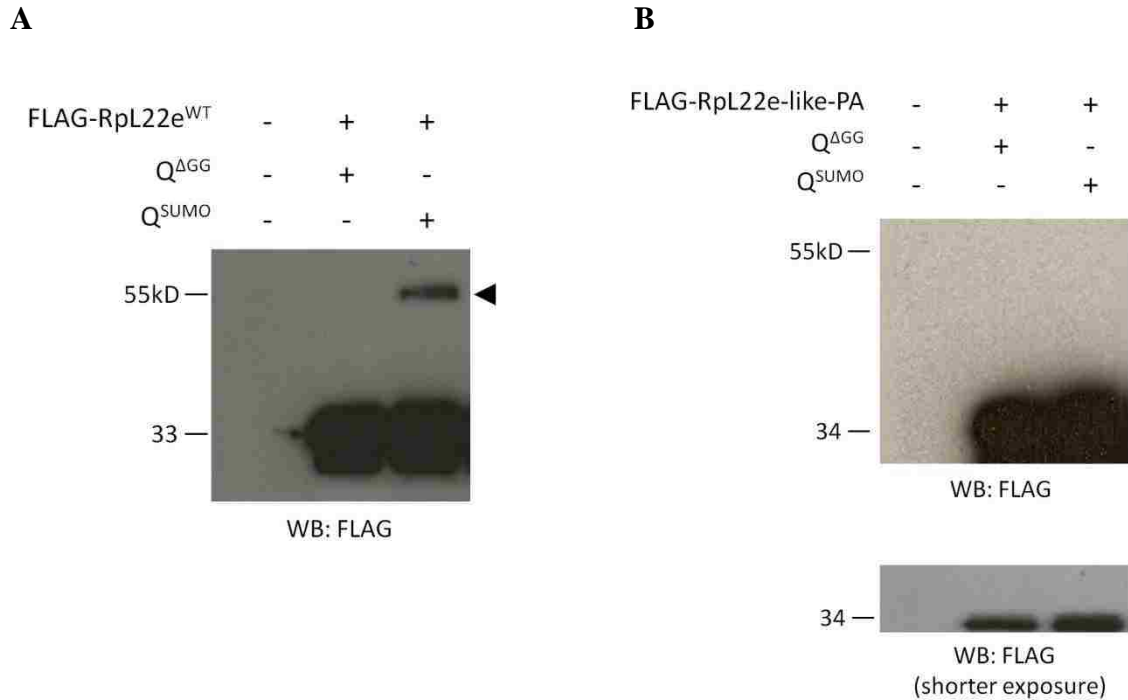 A
FLAG-RpL22e^WT - + +
Q^ΔGG - + -
Q^SUMO - - +
55kD
33
WB: FLAG
B
FLAG-RpL22e-like-PA - + +
Q^ΔGG - + -
Q^SUMO - - +
55kD
34
WB: FLAG
34
WB: FLAG
(shorter exposure)